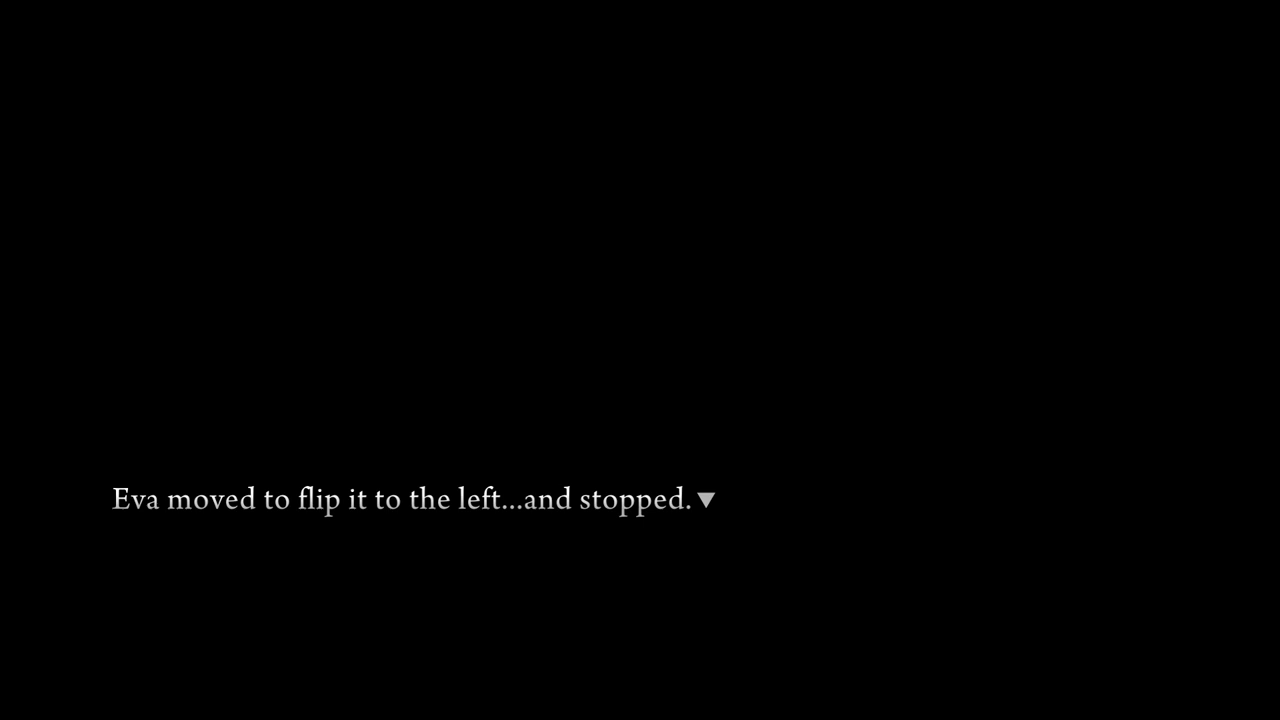 Eva moved to flip it to the left...and stopped.